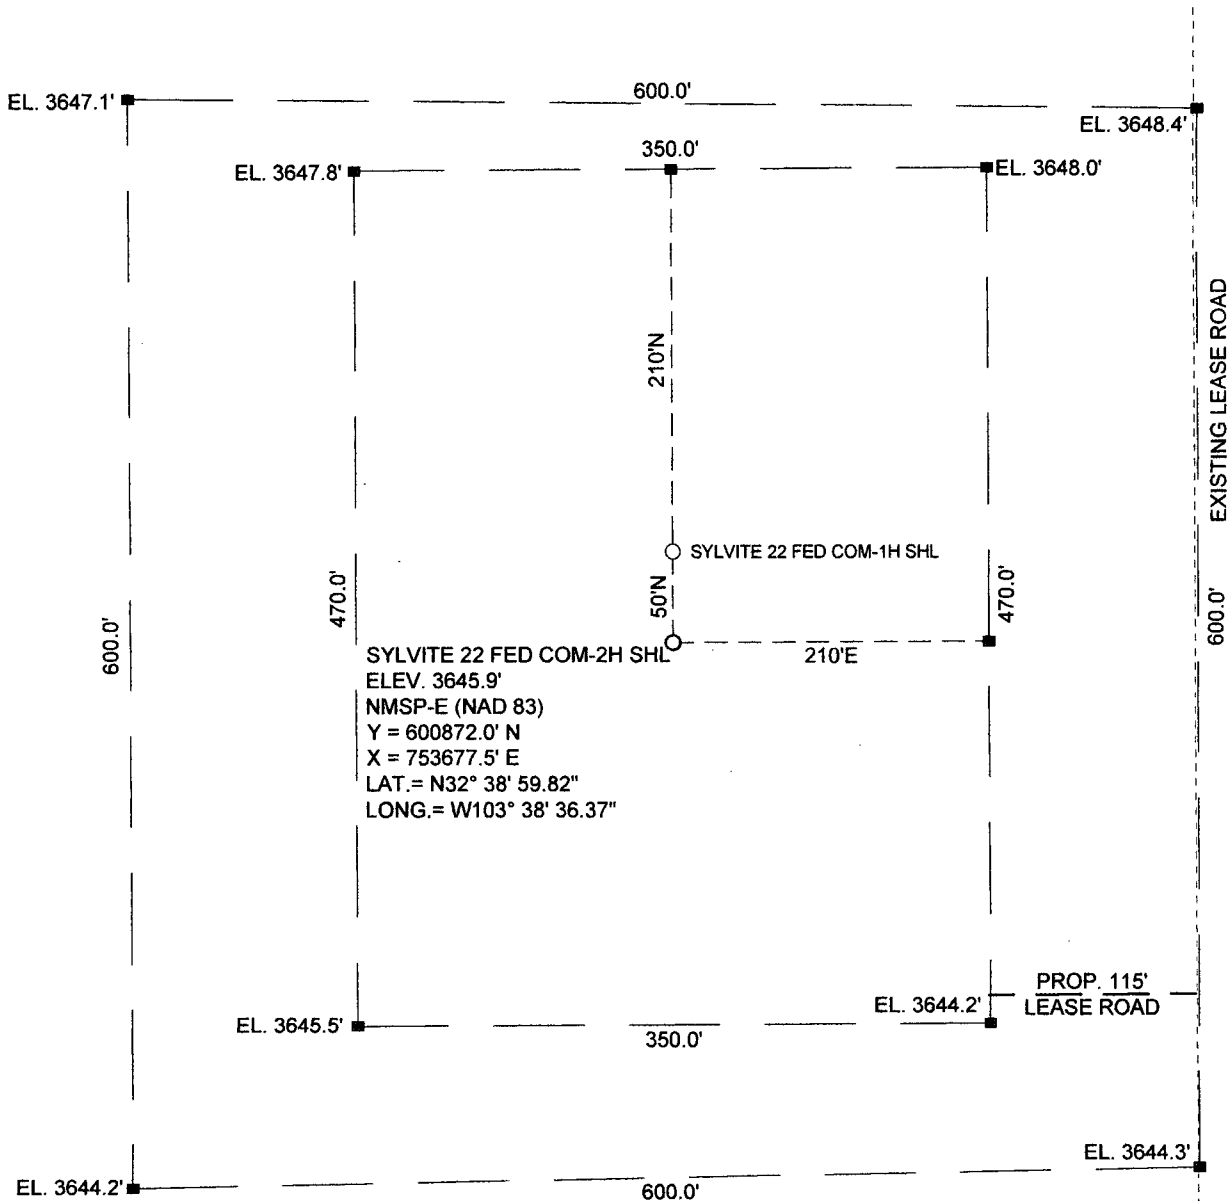 600.0'
EL. 3647.1'
EL. 3648.4'
350.0'
EL. 3647.8'
EL. 3648.0'
EXISTING LEASE ROAD
210'N
SYLVITE 22 FED COM-1H SHL
50'N
470.0'
470.0'
600.0'
600.0'
SYLVITE 22 FED COM-2H SHL
210'E
ELEV. 3645.9'
NMSP-E (NAD 83)
Y = 600872.0' N
X = 753677.5' E
LAT.= N32° 38' 59.82"
LONG.= W103° 38' 36.37"
PROP. 115'
LEASE ROAD
EL. 3644.2'
EL. 3645.5'
350.0'
EL. 3644.3'
EL. 3644.2'
600.0'